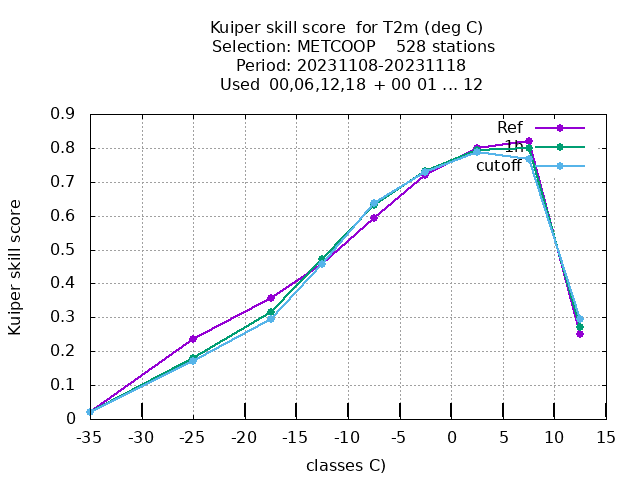 Kuiper skill score  for T2m (deg C)
Selection: METCOOP    528 stations
Period: 20231108-20231118
Used  00,06,12,18 + 00 01 ... 12
Kuiper skill score
0.9
0.8
0.7
0.6
0.5
0.4
0.3
0.2
0.1
0
Ref
1h
cutoff
-35 -30 -25 -20 -15 -10 -5 0 5 10 15
classes C)